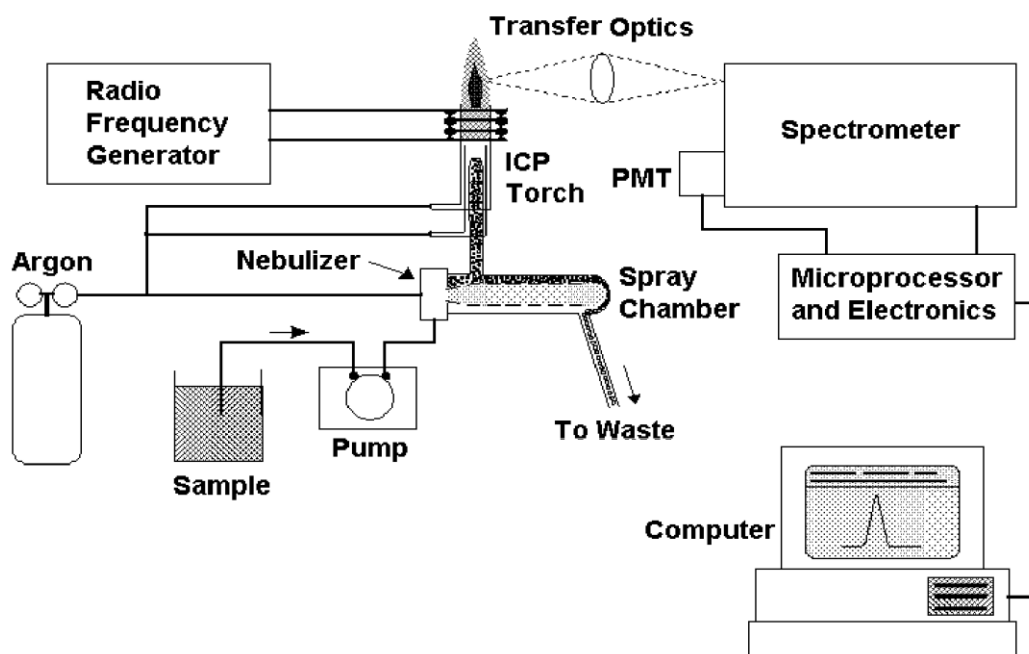 Transfer Optics
Radio
Frequency
Generator
Spectrometer
ICP
Torch
PMT
Argon
Nebulizer
Spray
Chamber
Microprocessor
and Electronics
To Waste
Pump
Sample
Computer